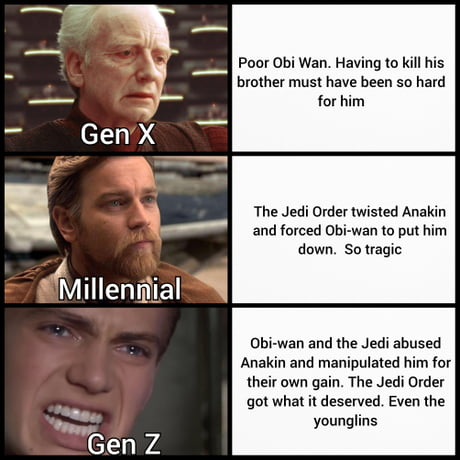 Gen X
Poor Obi Wan. Having to kill his
brother must have been so hard
for him
Millennial
The Jedi Order twisted Anakin
and forced Obi-wan to put him
down.  So tragic
Gen Z
Obi-wan and the Jedi abused
Anakin and manipulated him for
their own gain. The Jedi Order
got what it deserved. Even the
younglins